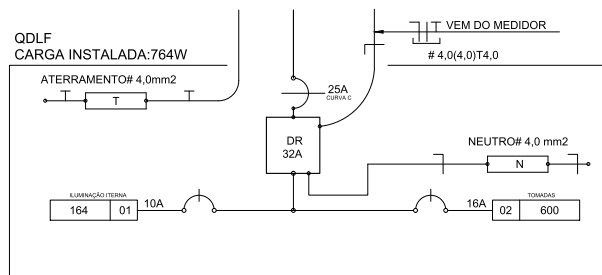 VEM DO MEDIDOR
QDLF
CARGA INSTALADA:764W
# 4,0(4,0)T4,0
ATERRAMENTO# 4,0mm2
25A
CURVA C
T
DR
32A
NEUTRO# 4,0 mm2
N
ILUMINAÇÃO ITERNA
TOMADAS
164 01 10A
16A 02 600